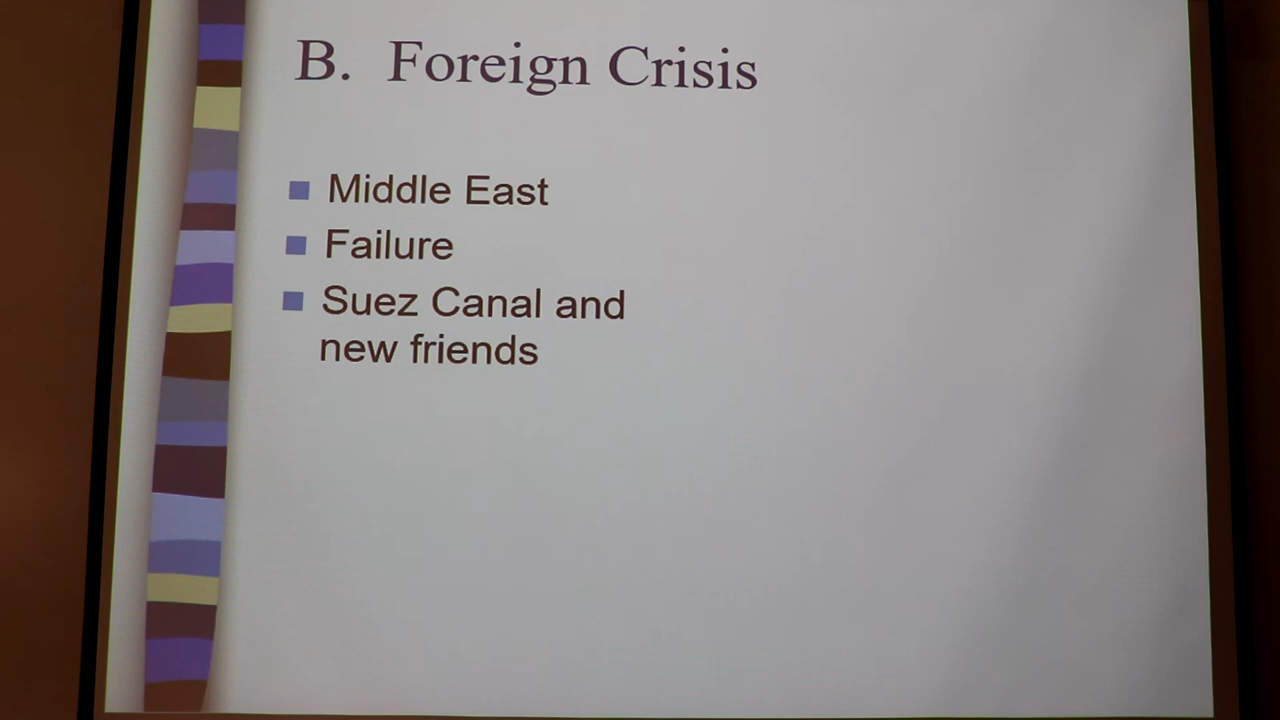 B. Foreign Crisis
Middle East
Failure
Suez Canal and
new friends